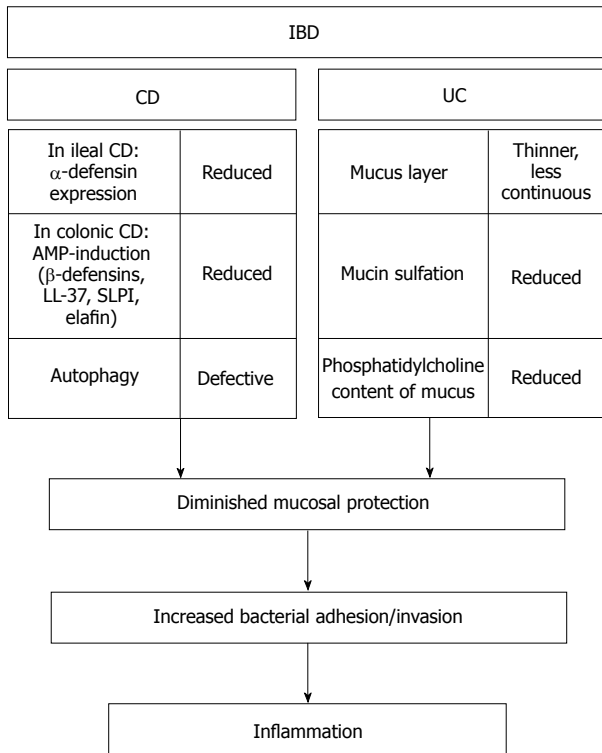 IBD
CD
UC
In ileal CD:
α-defensin
expression
Reduced
In colonic CD:
AMP-induction
(β-defensins,
LL-37, SLPI,
elafin)
Reduced
Autophagy
Defective
Mucus layer
Thinner,
less
continuous
Mucin sulfation
Reduced
Phosphatidylcholine
content of mucus
Reduced
Diminished mucosal protection
Increased bacterial adhesion/invasion
Inflammation